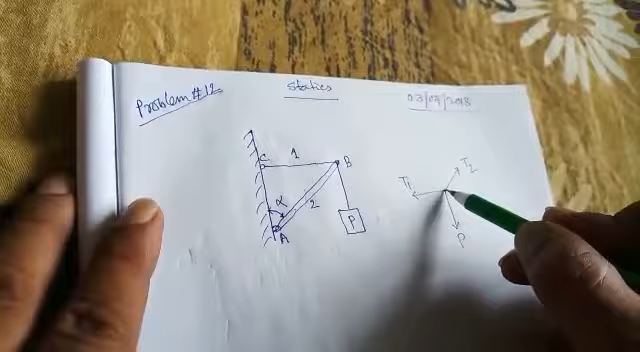 Problem #12
Statics
03/07/2018
C 1 B
α 2
A
P
T1
T2
P